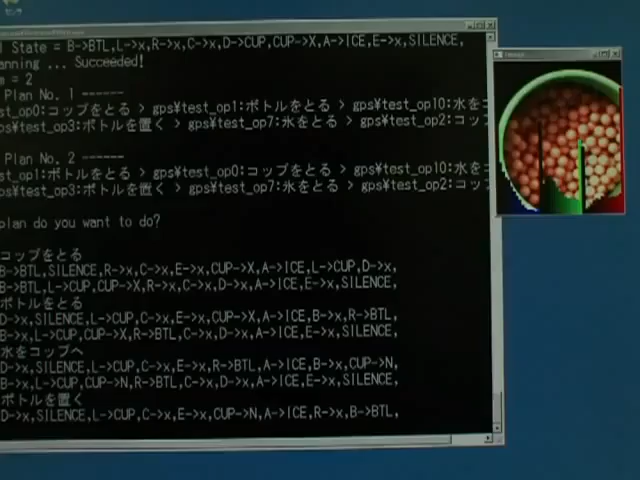 l State = B->BTL,L->x,R->x,C->x,D->CUP,CUP->X,A->ICE,E->x,SILENCE,
anning ... Succeeded!
m = 2
Plan No. 1 ------
st_op0:コップをとる > gps¥test_op1:ボトルをとる > gps¥test_op10:水をコ
s¥test_op3:ボトルを置く > gps¥test_op7:氷をとる > gps¥test_op2:コッ
Plan No. 2 ------
st_op1:ボトルをとる > gps¥test_op0:コップをとる > gps¥test_op10:水をコ
s¥test_op3:ボトルを置く > gps¥test_op7:氷をとる > gps¥test_op2:コッ
plan do you want to do?
コップをとる
B->BTL,SILENCE,R->x,C->x,E->x,CUP->X,A->ICE,L->CUP,D->x,
B->BTL,L->CUP,CUP->X,R->x,C->x,D->x,A->ICE,E->x,SILENCE,
ボトルをとる
D->x,SILENCE,L->CUP,C->x,E->x,CUP->X,A->ICE,B->x,R->BTL,
B->x,L->CUP,CUP->X,R->BTL,C->x,D->x,A->ICE,E->x,SILENCE,
水をコップへ
D->x,SILENCE,L->CUP,C->x,E->x,R->BTL,A->ICE,B->x,CUP->N,
B->x,L->CUP,CUP->N,R->BTL,C->x,D->x,A->ICE,E->x,SILENCE,
ボトルを置く
D->x,SILENCE,L->CUP,C->x,E->x,CUP->N,A->ICE,R->x,B->BTL,